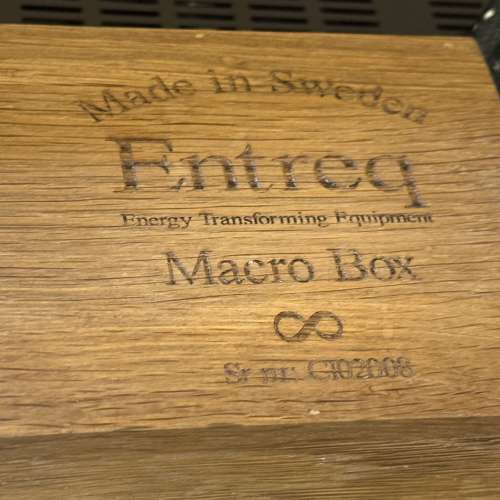 Made in Sweden
Entreq
Energy Transforming Equipment
Macro Box
∞
Sr nr: